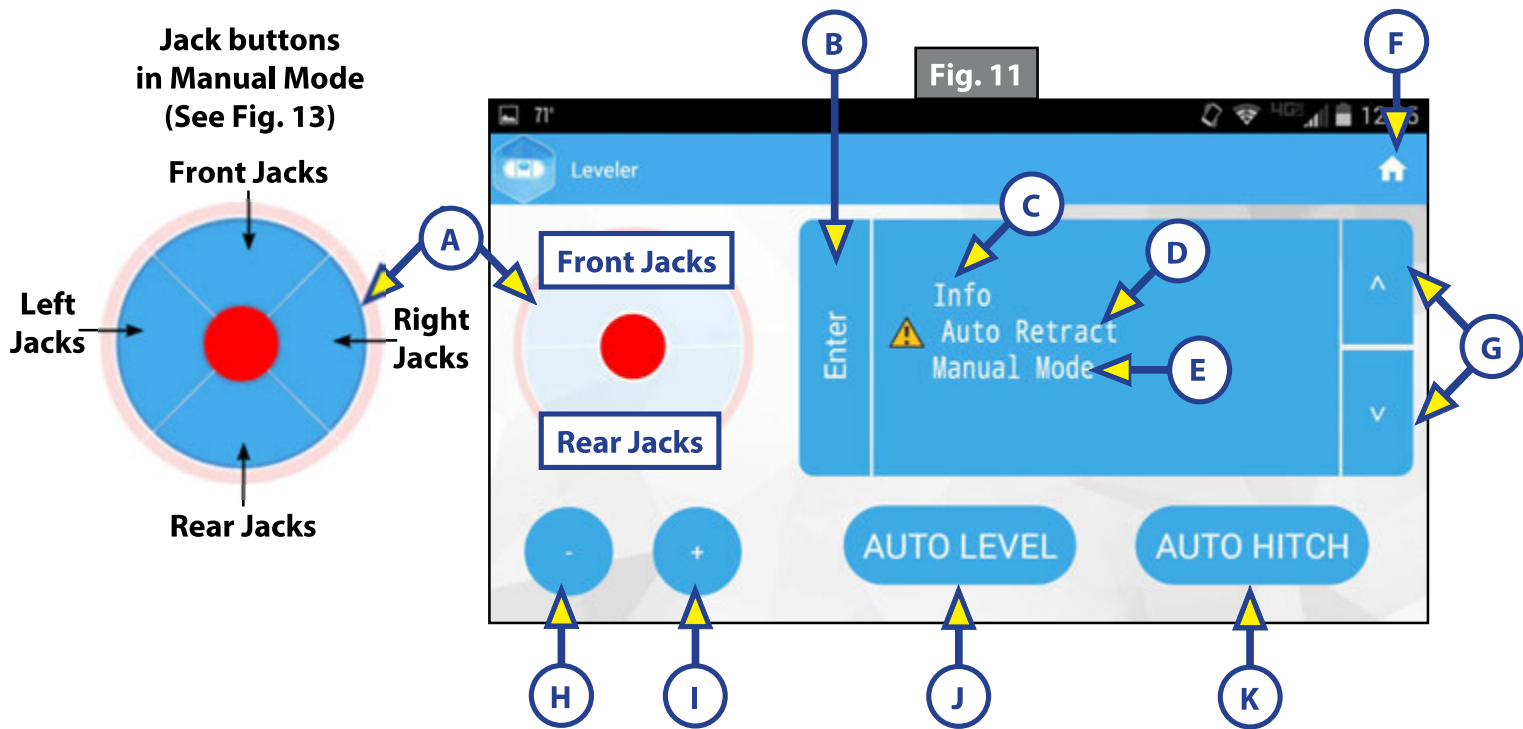 Jack buttons
in Manual Mode
(See Fig. 13)
Front Jacks
Left
Jacks
Right
Jacks
Rear Jacks
A
B
Fig. 11
F
71°
Leveler
Front Jacks
Rear Jacks
Enter
C
D
Info
Auto Retract
Manual Mode
E
^
v
G
-
+
AUTO LEVEL
AUTO HITCH
H
I
J
K